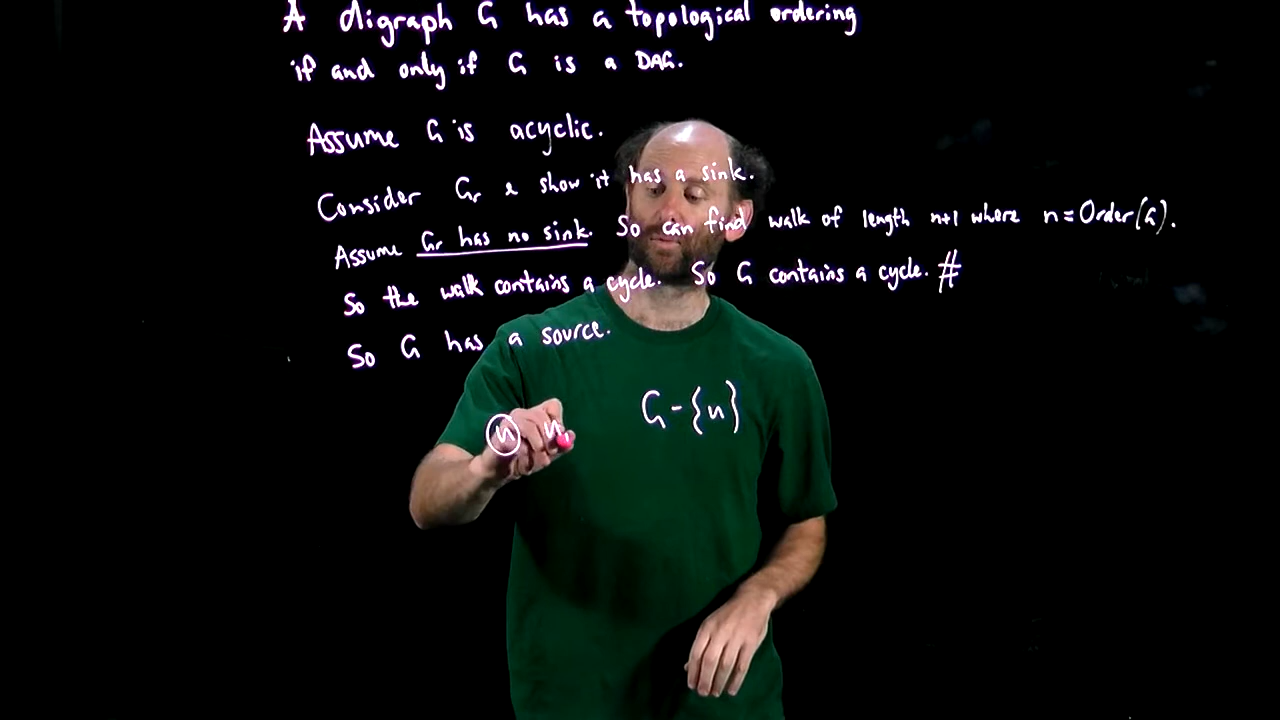 A digraph G has a topological ordering
if and only if G is a DAG.
Assume G is acyclic.
Consider Gr & show it has a sink.
Assume Gr has no sink. So can find walk of length n+1 where n=Order(G).
So the walk contains a cycle. So G contains a cycle. #
So G has a source.
G-{u}
u u,